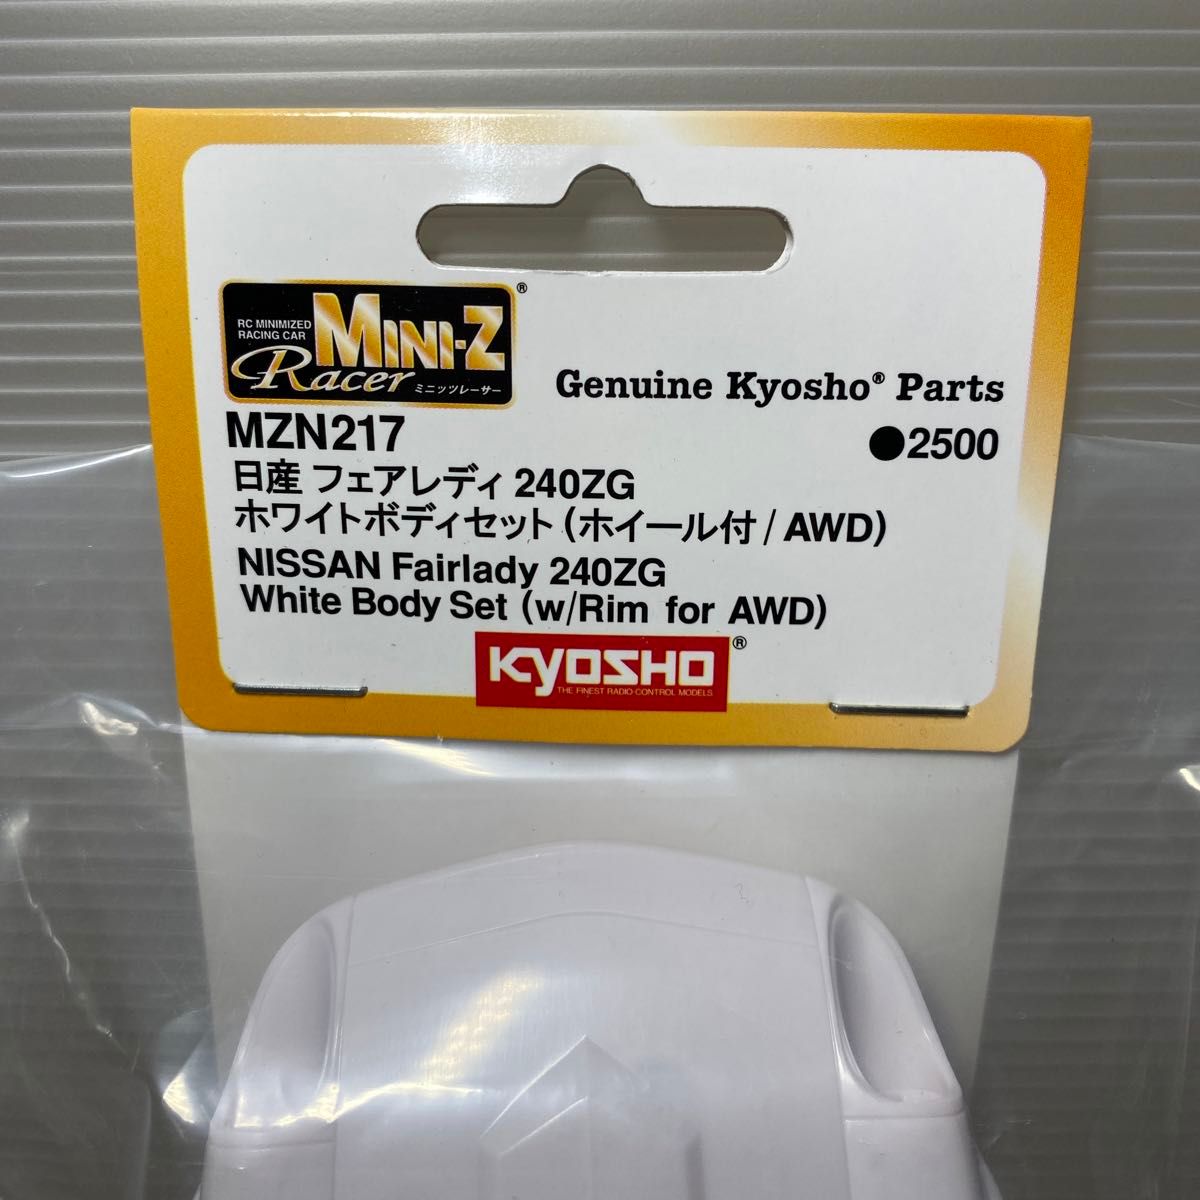 RC MINIMIZED
RACING CAR
MINI-Z®
Racer
ミニッツレーサー
Genuine Kyosho® Parts
MZN217
●2500
日産 フェアレディ 240ZG
ホワイトボディセット (ホイール付 / AWD)
NISSAN Fairlady 240ZG
White Body Set (w/Rim for AWD)
KYOSHO®
THE FINEST RADIO-CONTROL MODELS